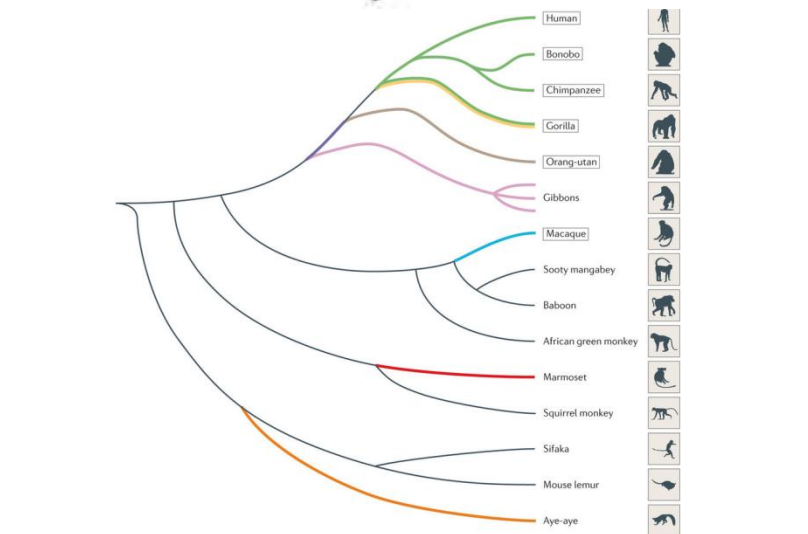 Human
Bonobo
Chimpanzee
Gorilla
Orang-utan
Gibbons
Macaque
Sooty mangabey
Baboon
African green monkey
Marmoset
Squirrel monkey
Sifaka
Mouse lemur
Aye-aye